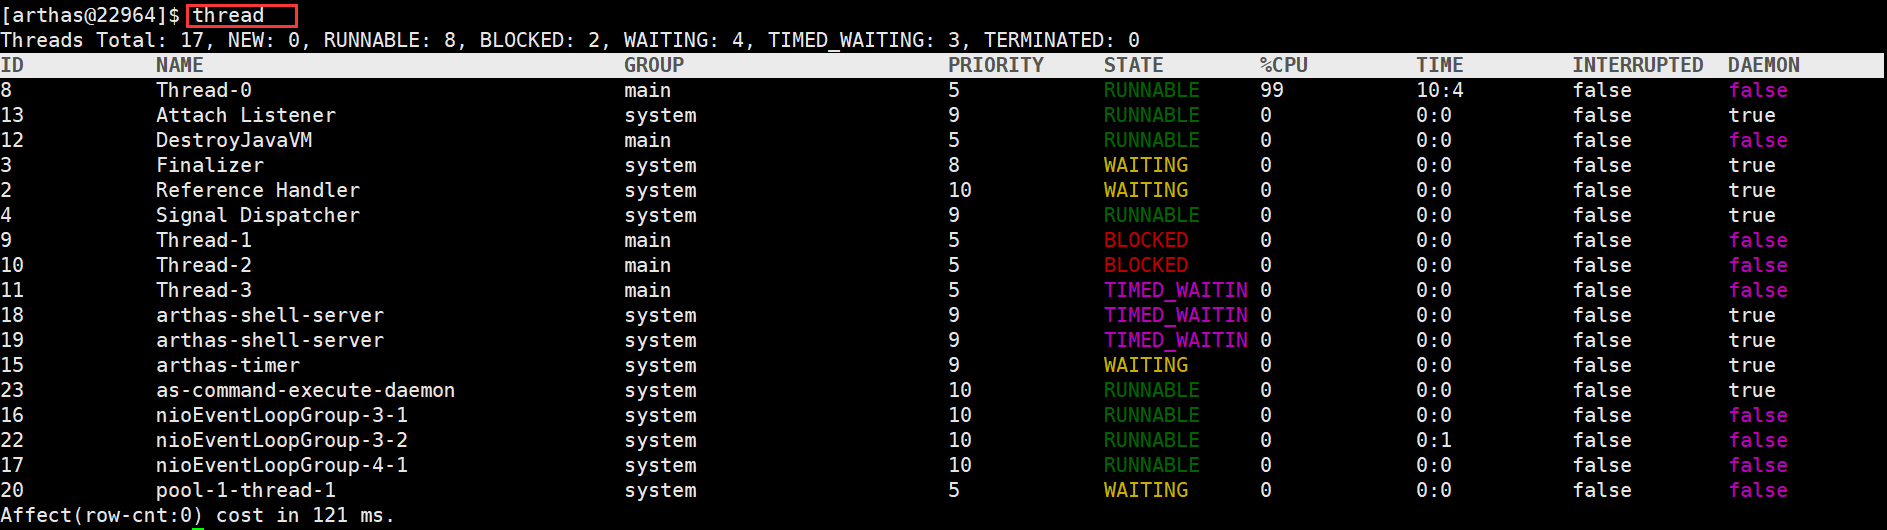 [arthas@22964]$ thread
Threads Total: 17, NEW: 0, RUNNABLE: 8, BLOCKED: 2, WAITING: 4, TIMED_WAITING: 3, TERMINATED: 0
ID NAME GROUP PRIORITY STATE %CPU TIME INTERRUPTED DAEMON
8 Thread-0 main 5 RUNNABLE 99 10:4 false false
13 Attach Listener system 9 RUNNABLE 0 0:0 false true
12 DestroyJavaVM main 5 RUNNABLE 0 0:0 false false
3 Finalizer system 8 WAITING 0 0:0 false true
2 Reference Handler system 10 WAITING 0 0:0 false true
4 Signal Dispatcher system 9 RUNNABLE 0 0:0 false true
9 Thread-1 main 5 BLOCKED 0 0:0 false false
10 Thread-2 main 5 BLOCKED 0 0:0 false false
11 Thread-3 main 5 TIMED_WAITIN 0 0:0 false false
18 arthas-shell-server system 9 TIMED_WAITIN 0 0:0 false true
19 arthas-shell-server system 9 TIMED_WAITIN 0 0:0 false true
15 arthas-timer system 9 WAITING 0 0:0 false true
23 as-command-execute-daemon system 10 RUNNABLE 0 0:0 false true
16 nioEventLoopGroup-3-1 system 10 RUNNABLE 0 0:0 false false
22 nioEventLoopGroup-3-2 system 10 RUNNABLE 0 0:1 false false
17 nioEventLoopGroup-4-1 system 10 RUNNABLE 0 0:0 false false
20 pool-1-thread-1 system 5 WAITING 0 0:0 false false
Affect(row-cnt:0) cost in 121 ms.